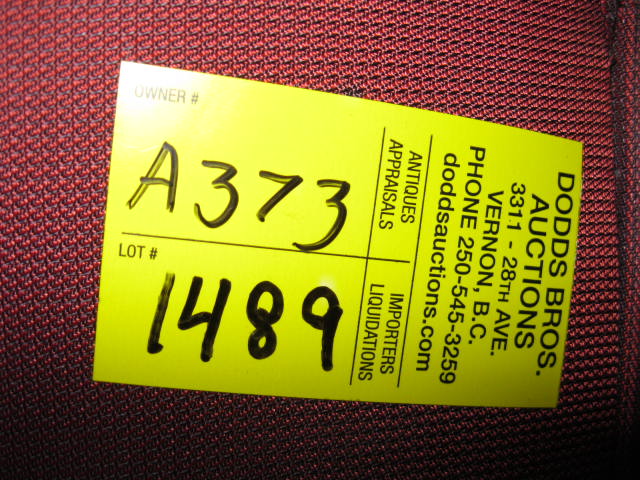 OWNER #
A373
LOT #
1489
ANTIQUES
APPRAISALS
IMPORTERS
LIQUIDATIONS
DODDS BROS.
AUCTIONS
3311 - 28TH AVE.
VERNON, B.C.
PHONE 250-545-3259
doddsauctions.com